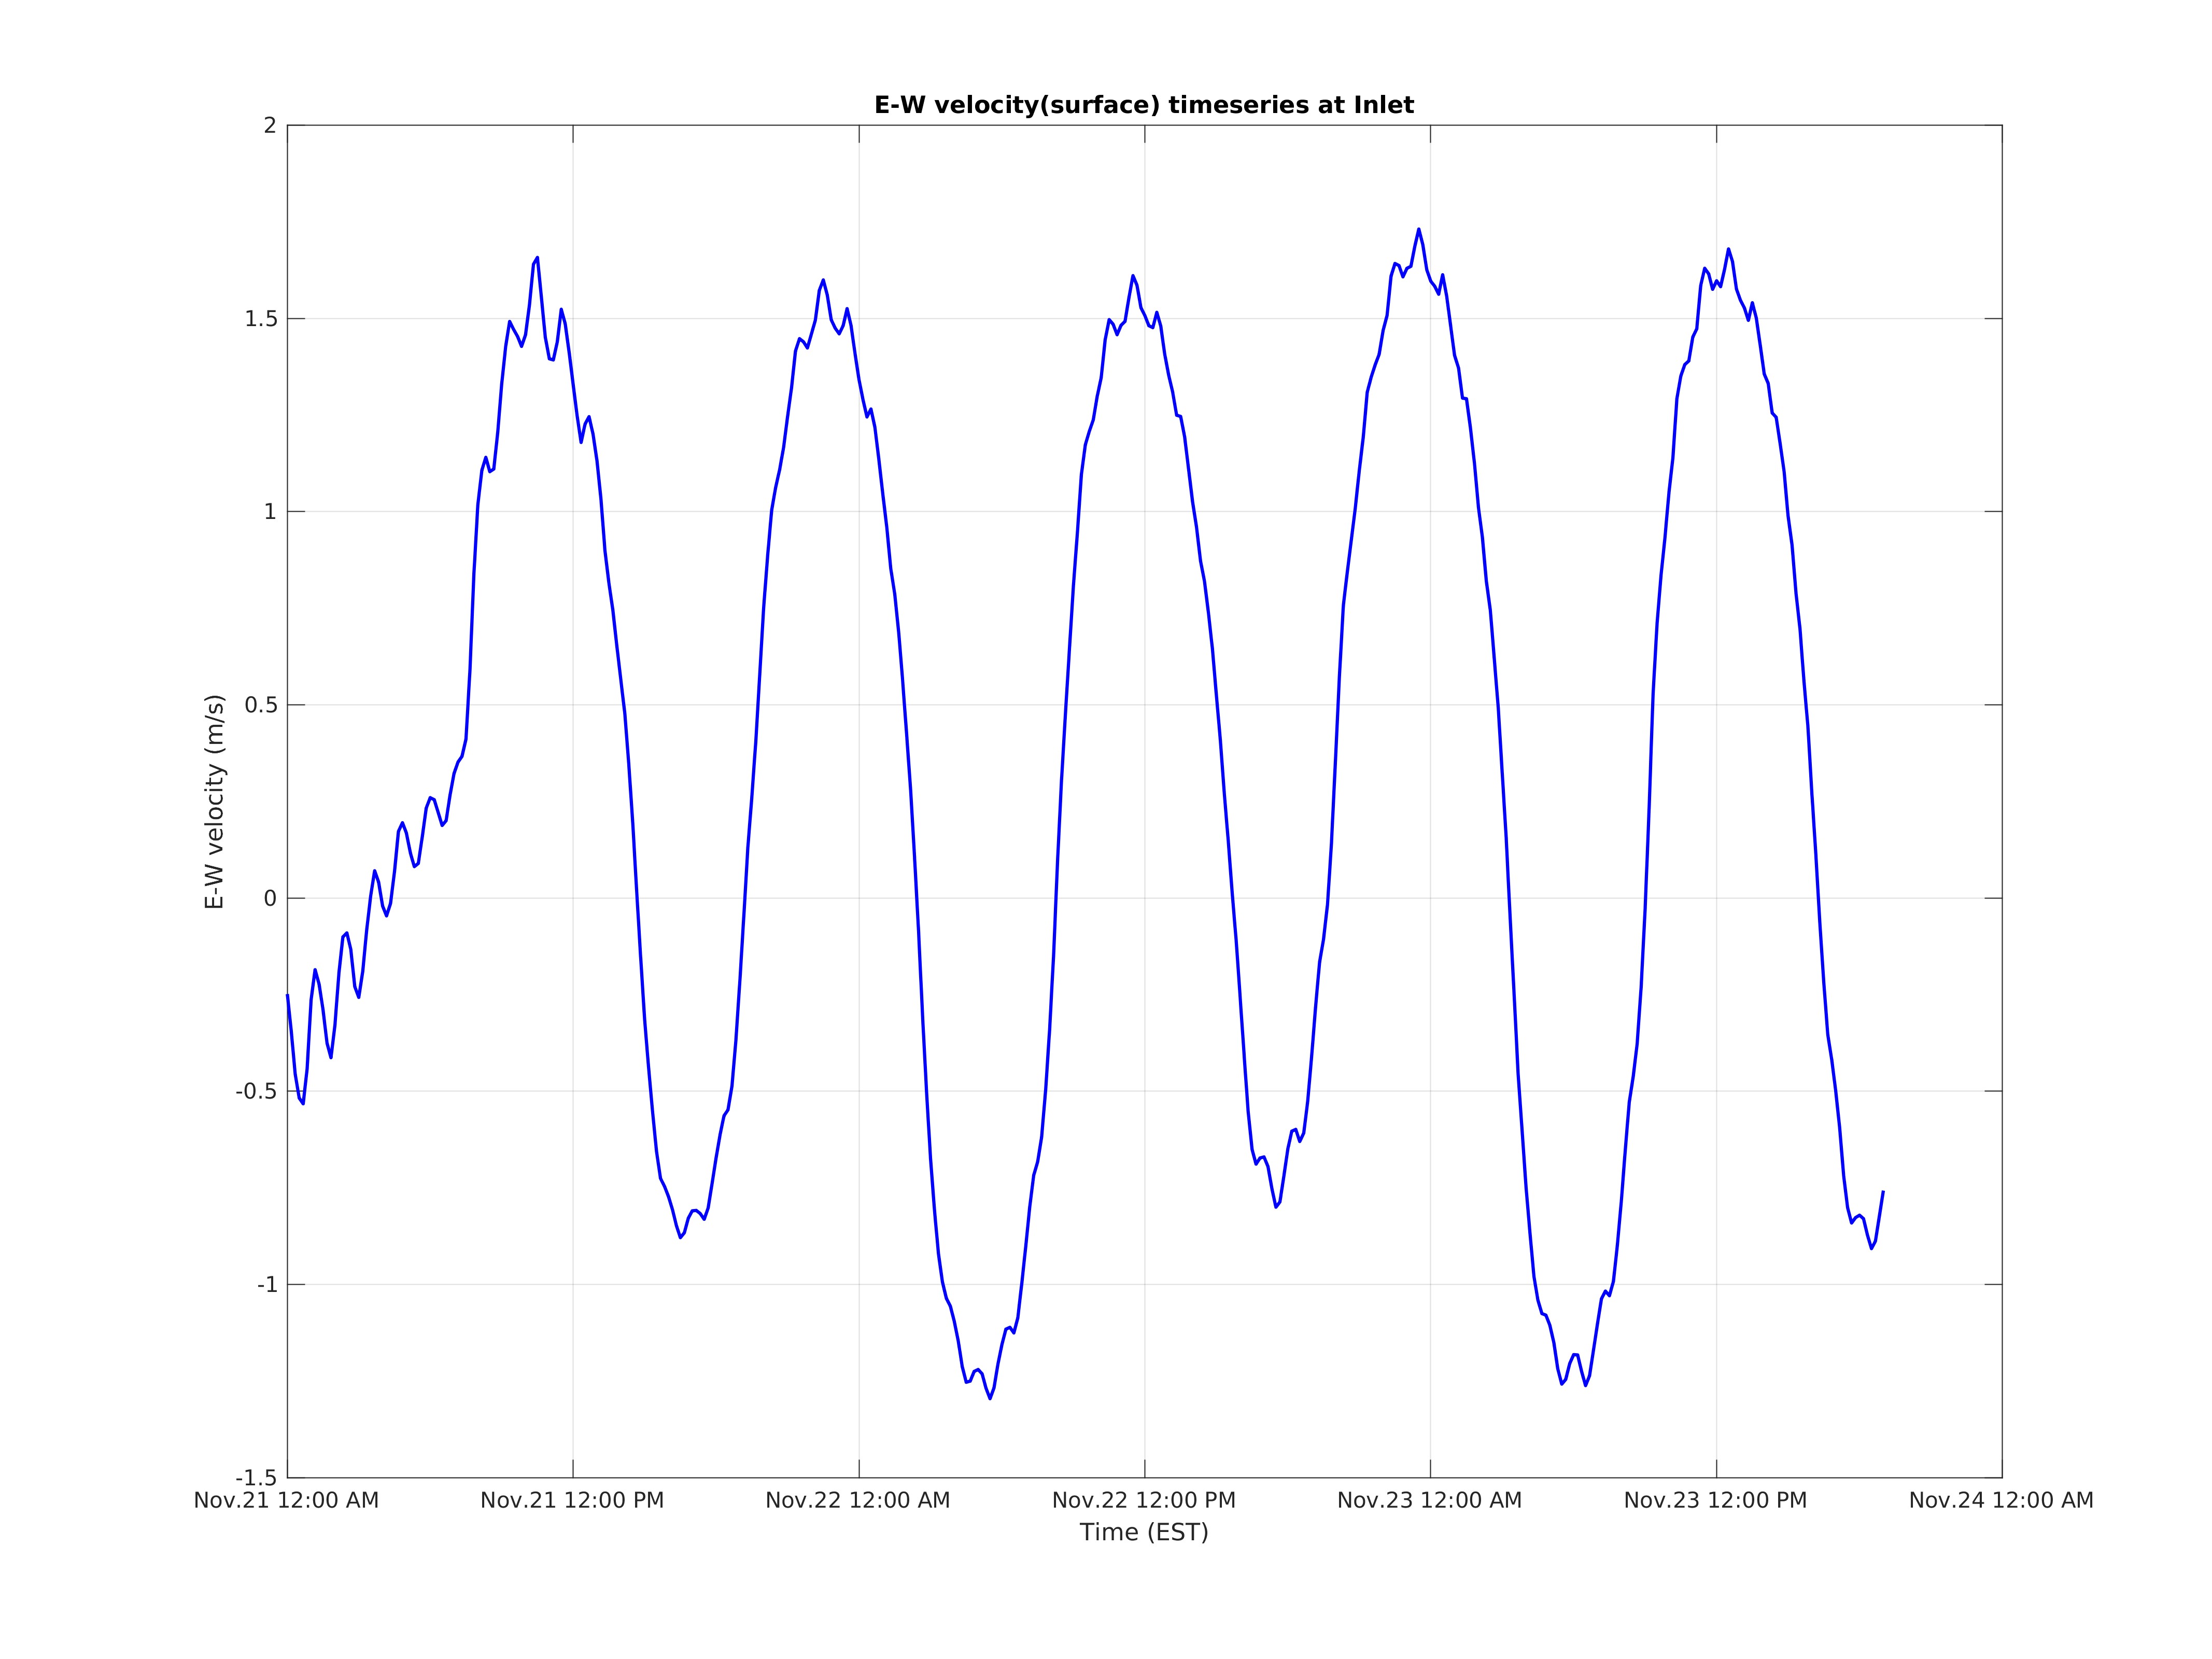 E-W velocity(surface) timeseries at Inlet
2
1.5
1
0.5
0
-0.5
-1
-1.5
E-W velocity (m/s)
Nov.21 12:00 AM Nov.21 12:00 PM Nov.22 12:00 AM Nov.22 12:00 PM Nov.23 12:00 AM Nov.23 12:00 PM Nov.24 12:00 AM
Time (EST)